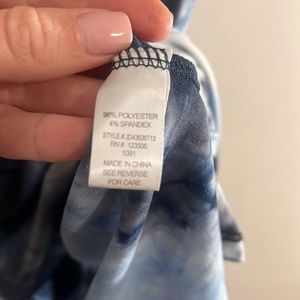 96% POLYESTER
4% SPANDEX
STYLE# JD43626T13
RN # 123505
1091
MADE IN CHINA
SEE REVERSE
FOR CARE